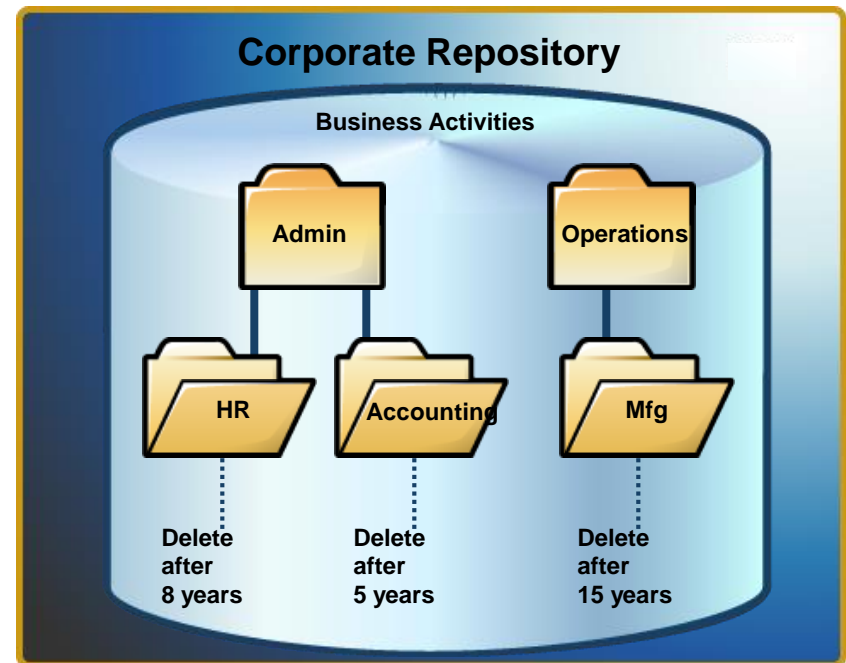 Corporate Repository
Business Activities
Admin
Operations
HR
Accounting
Mfg
Delete
after
8 years
Delete
after
5 years
Delete
after
15 years